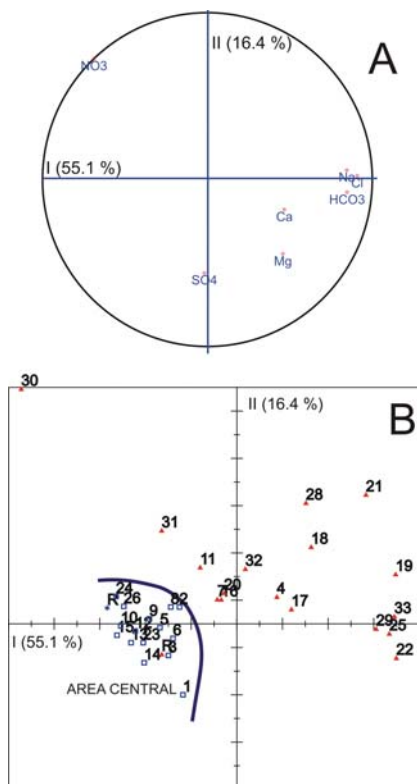 II (16.4 %)
A
NO3
I (55.1 %)
Na
Cl
HCO3
Ca
Mg
SO4
30
II (16.4 %)
B
21
28
31
18
11
32
19
24
20
7
16
R
26
82
4
33
10
9
17
12
5
29
15
13
23
6
25
R
14
3
22
I (55.1 %)
AREA CENTRAL
1